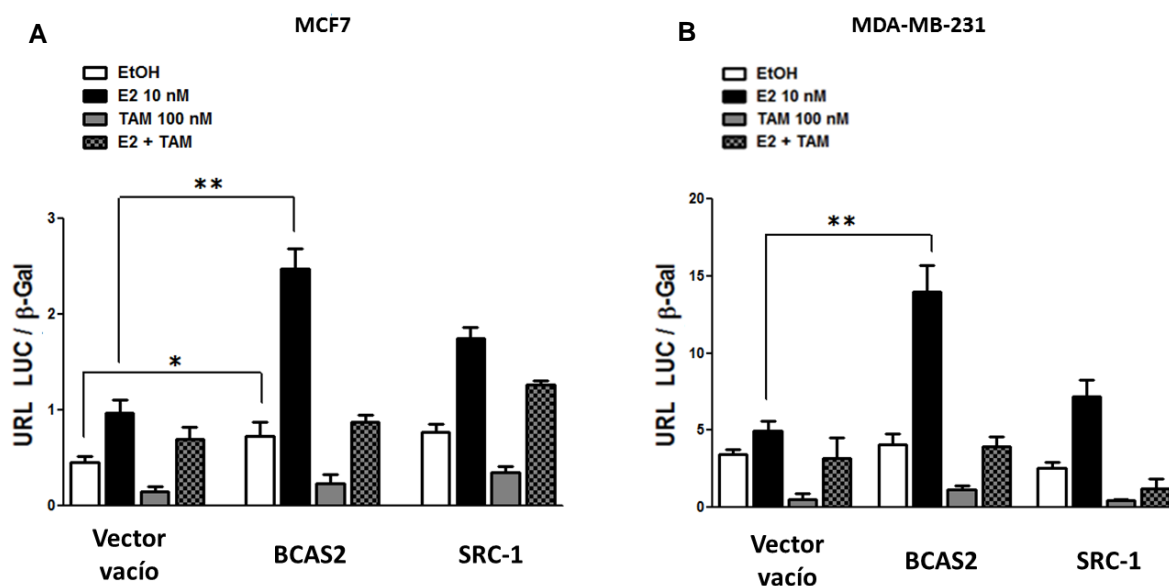 A
MCF7
EtOH
E2 10 nM
TAM 100 nM
E2 + TAM
**
*
3
2
1
0
URL LUC / β-Gal
Vector
vacío
BCAS2
SRC-1
B
MDA-MB-231
EtOH
E2 10 nM
TAM 100 nM
E2 + TAM
**
20
15
10
5
0
URL LUC / β-Gal
Vector
vacío
BCAS2
SRC-1